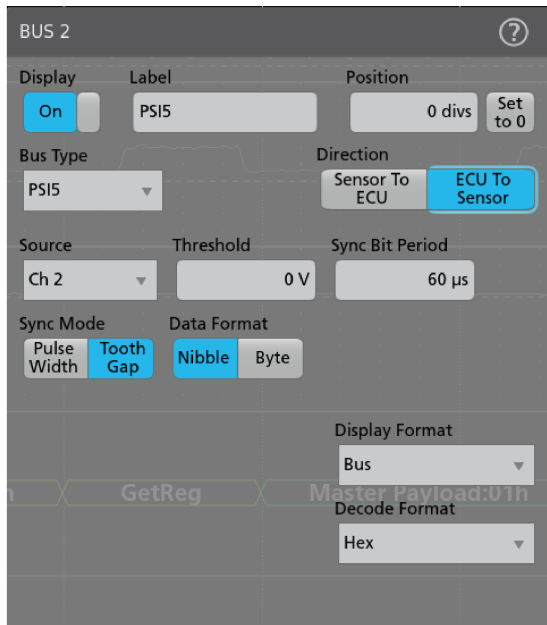 BUS 2
?
Display Label Position
On PSI5 0 divs Set to 0
Bus Type Direction
PSI5 Sensor To ECU ECU To Sensor
Source Threshold Sync Bit Period
Ch 2 0 V 60 µs
Sync Mode Data Format
Pulse Width Tooth Gap Nibble Byte
Display Format
Bus
GetReg Master Payload:01h
Decode Format
Hex